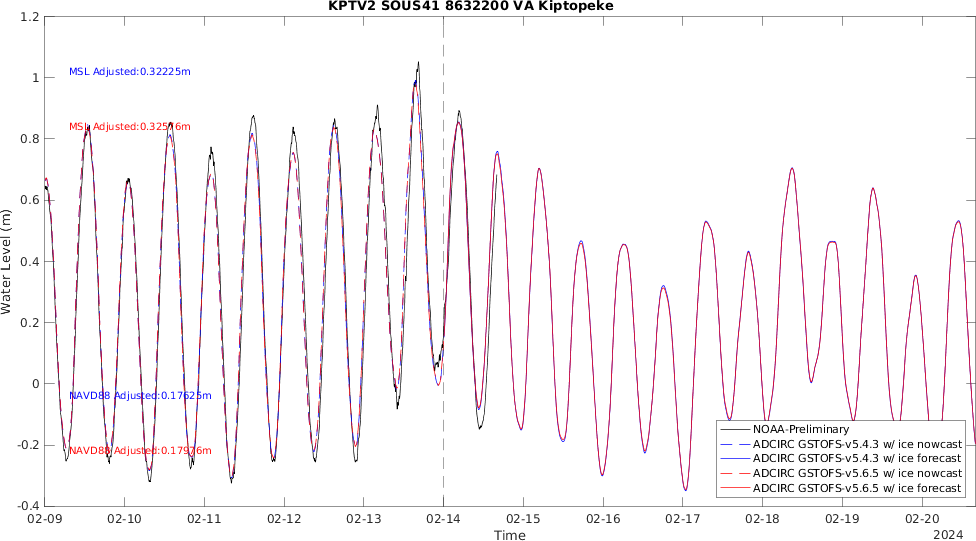 KPTV2 SOUS41 8632200 VA Kiptopeke
1.2
1
0.8
0.6
0.4
0.2
0
-0.2
-0.4
Water Level (m)
MSL Adjusted:0.32225m
MSL Adjusted:0.32576m
NAVD88 Adjusted:0.17625m
NAVD88 Adjusted:0.17976m
NOAA-Preliminary
ADCIRC GSTOFS-v5.4.3 w/ ice nowcast
ADCIRC GSTOFS-v5.4.3 w/ ice forecast
ADCIRC GSTOFS-v5.6.5 w/ ice nowcast
ADCIRC GSTOFS-v5.6.5 w/ ice forecast
02-09 02-10 02-11 02-12 02-13 02-14 02-15 02-16 02-17 02-18 02-19 02-20
Time
2024